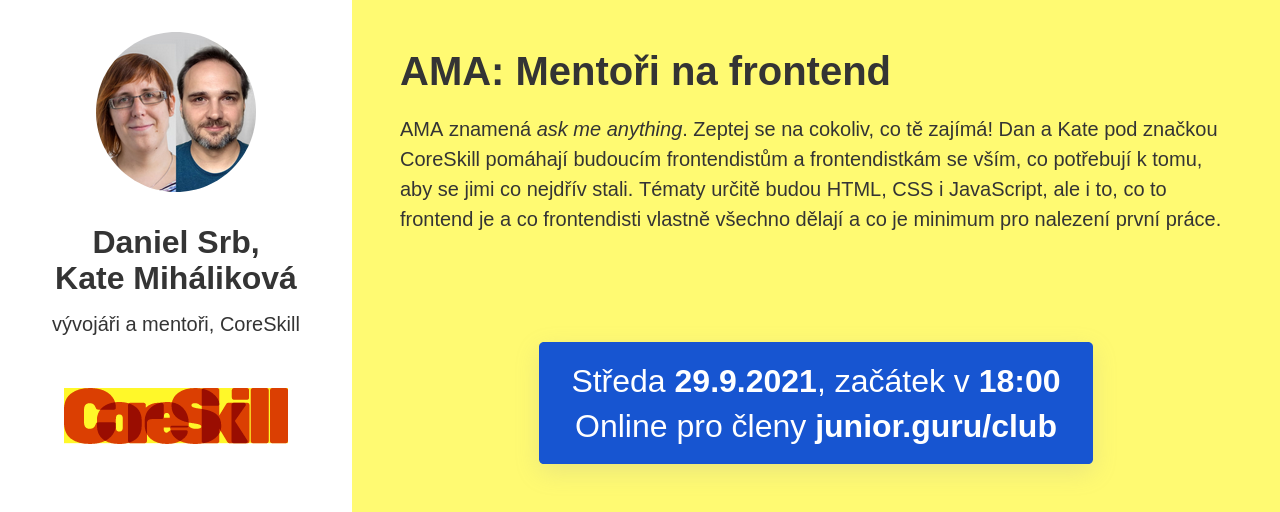 Daniel Srb,
Kate Miháliková
vývojáři a mentoři, CoreSkill
CoreSkill
AMA: Mentoři na frontend
AMA znamená ask me anything. Zeptej se na cokoliv, co tě zajímá! Dan a Kate pod značkou
CoreSkill pomáhají budoucím frontendistům a frontendistkám se vším, co potřebují k tomu,
aby se jimi co nejdřív stali. Tématy určitě budou HTML, CSS i JavaScript, ale i to, co to
frontend je a co frontendisti vlastně všechno dělají a co je minimum pro nalezení první práce.
Středa 29.9.2021, začátek v 18:00
Online pro členy junior.guru/club